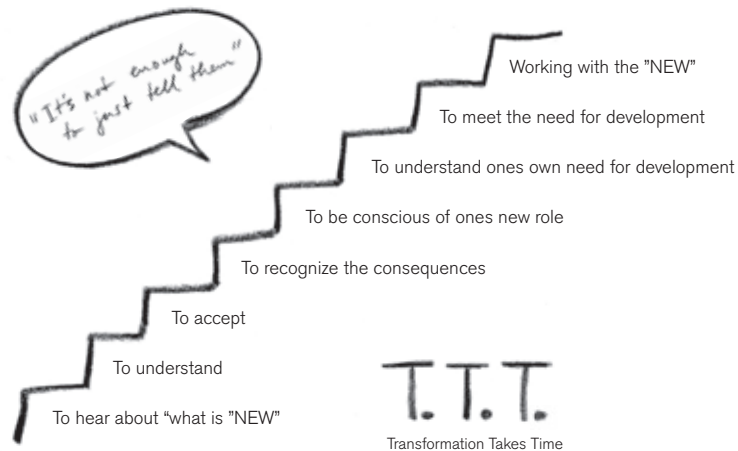 "It's not enough
to just tell them"
Working with the ”NEW”
To meet the need for development
To understand ones own need for development
To be conscious of ones new role
To recognize the consequences
To accept
To understand
To hear about “what is ”NEW”
T.T.T.
Transformation Takes Time